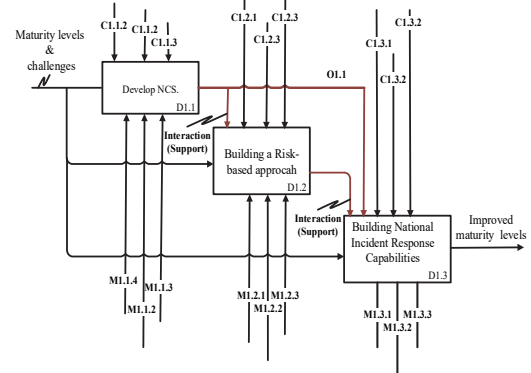 C1.2.1
C1.2.3
C1.3.2
C1.1.2
C1.1.2
C1.2.3
Maturity levels
&
challenges
C1.1.3
C1.3.1
O1.1
C1.3.2
Develop NCS.
D1.1
Interaction
(Support)
Building a Risk-
based apprcoah
D1.2
Interaction
(Support)
Building National
Incident Response
Capabilities
D1.3
Improved
maturity levels
M1.1.4
M1.1.3
M1.1.2
M1.2.1
M1.2.3
M1.2.2
M1.3.1
M1.3.3
M1.3.2